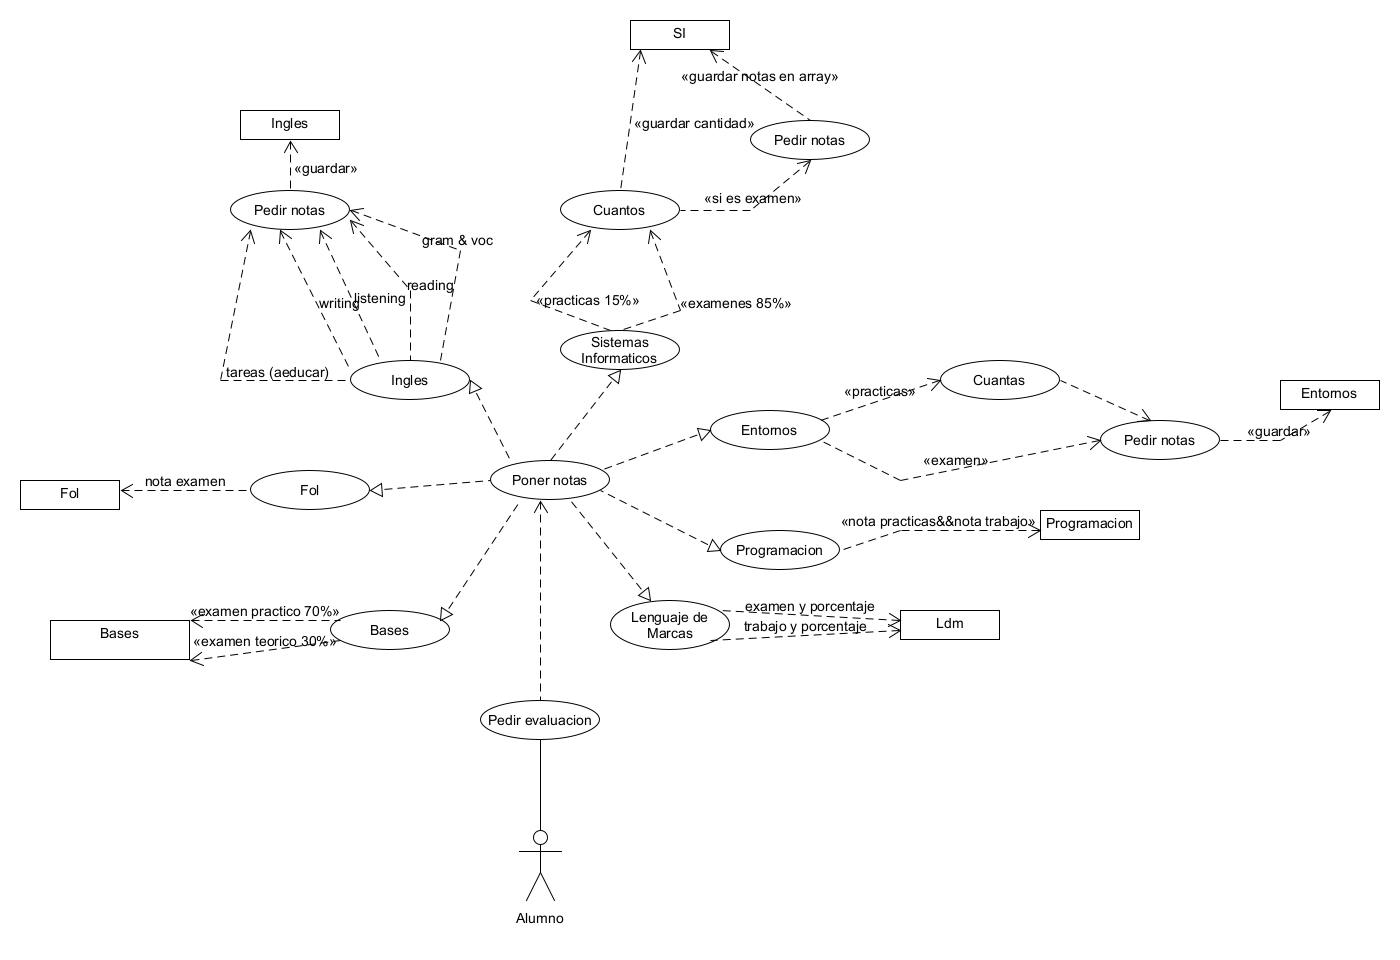 SI
«guardar notas en array»
Ingles
«guardar cantidad»
Pedir notas
«guardar»
«si es examen»
Pedir notas
Cuantos
gram & voc
reading
listening
writing
«practicas 15%»
«examenes 85%»
Sistemas
Informaticos
tareas (aeducar)
Ingles
Cuantas
«practicas»
Entornos
Entornos
«guardar»
Pedir notas
«examen»
Poner notas
nota examen
Fol
Fol
«nota practicas&&nota trabajo»
Programacion
Programacion
«examen practico 70%»
Bases
Bases
«examen teorico 30%»
Lenguaje de
Marcas
examen y porcentaje
trabajo y porcentaje
Ldm
Pedir evaluacion
Alumno